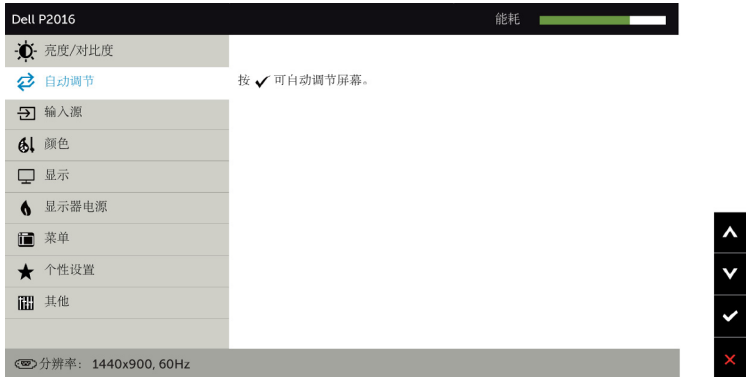 Dell P2016 能耗
亮度/对比度
自动调节
按 ✓ 可自动调节屏幕。
输入源
颜色
显示
显示器电源
菜单
个性设置
其他
分辨率: 1440x900, 60Hz